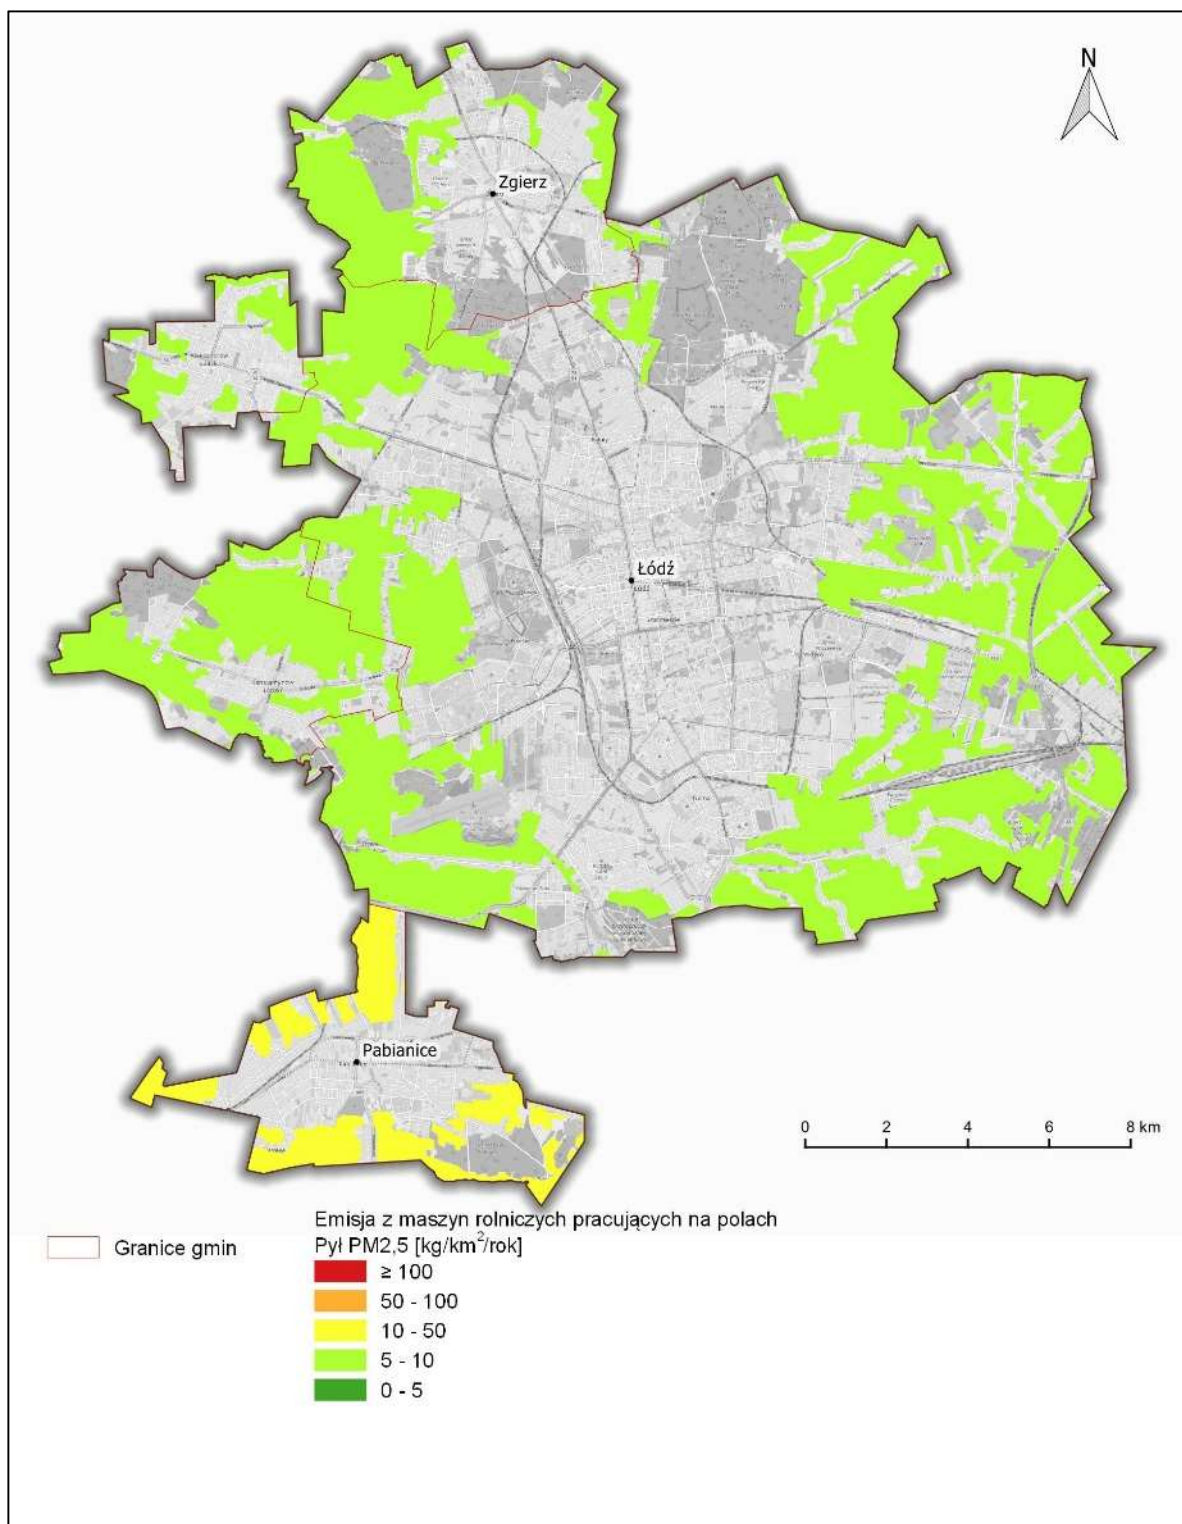 N
Zgierz
Łódź
Pabianice
0 2 4 6 8 km
Emisja z maszyn rolniczych pracujących na polach
Granice gmin
Pył PM2,5 [kg/km²/rok]
≥ 100
50 - 100
10 - 50
5 - 10
0 - 5